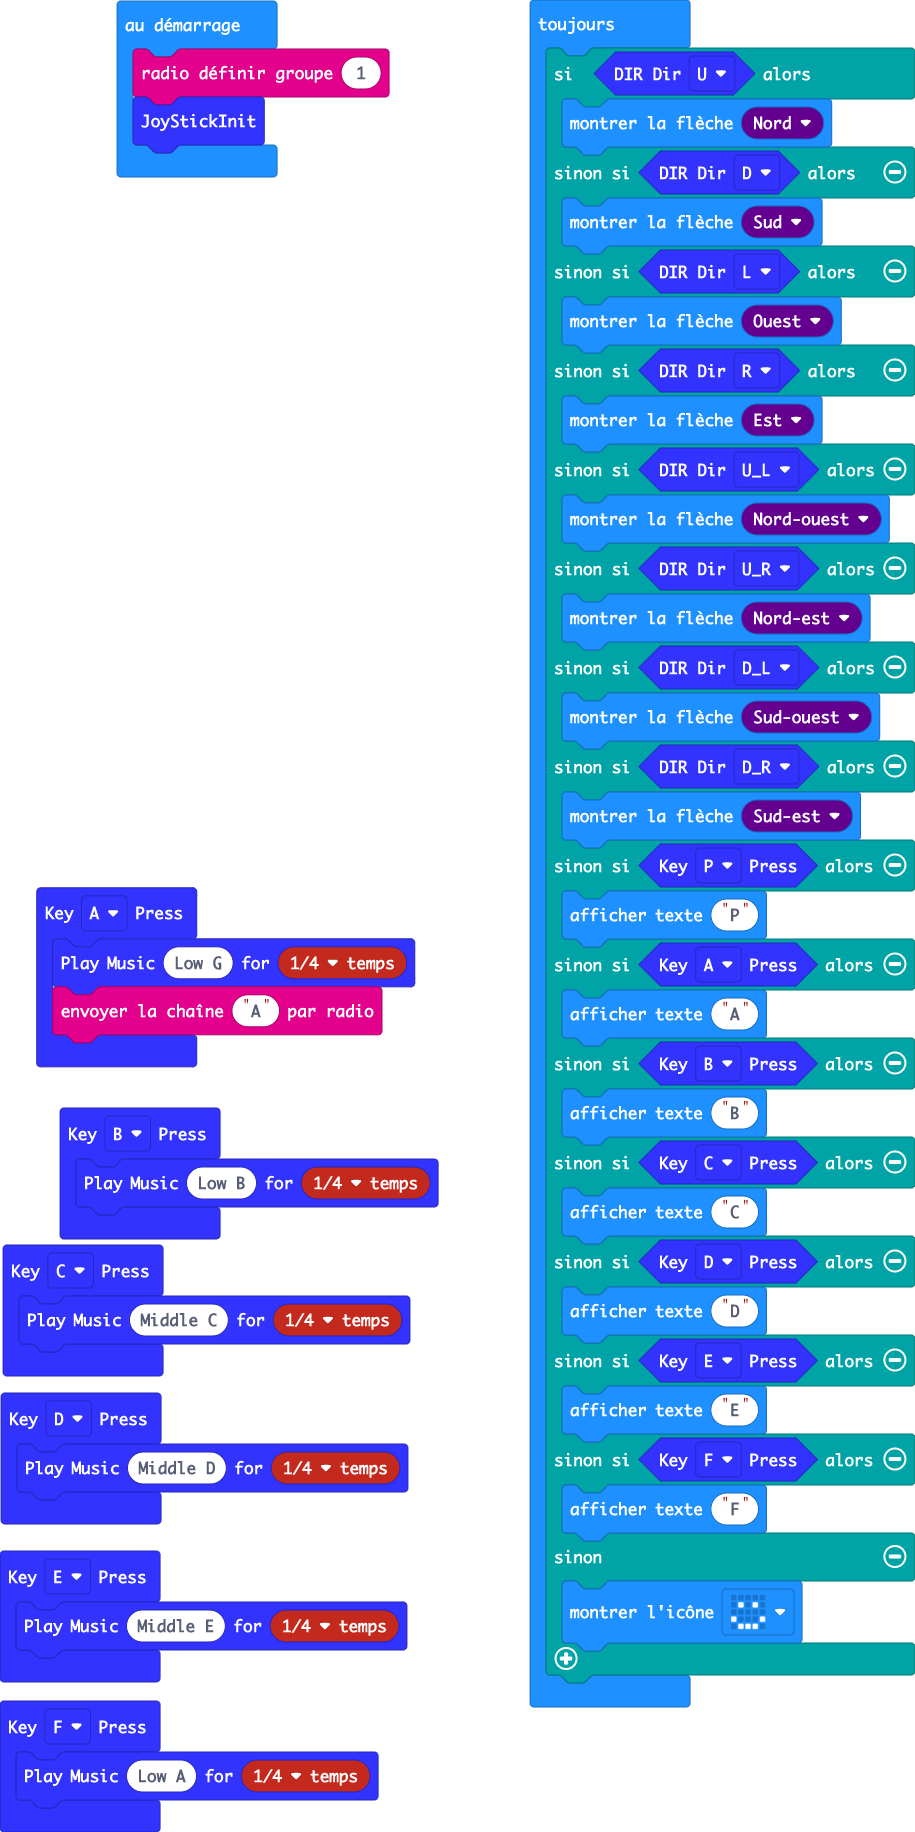 au démarrage
radio définir groupe 1
JoyStickInit
toujours
si DIR Dir U alors
montrer la flèche Nord
sinon si DIR Dir D alors
montrer la flèche Sud
sinon si DIR Dir L alors
montrer la flèche Ouest
sinon si DIR Dir R alors
montrer la flèche Est
sinon si DIR Dir U_L alors
montrer la flèche Nord-ouest
sinon si DIR Dir U_R alors
montrer la flèche Nord-est
sinon si DIR Dir D_L alors
montrer la flèche Sud-ouest
sinon si DIR Dir D_R alors
montrer la flèche Sud-est
sinon si Key P Press alors
afficher texte "P"
sinon si Key A Press alors
afficher texte "A"
sinon si Key B Press alors
afficher texte "B"
sinon si Key C Press alors
afficher texte "C"
sinon si Key D Press alors
afficher texte "D"
sinon si Key E Press alors
afficher texte "E"
sinon si Key F Press alors
afficher texte "F"
sinon
montrer l'icône
Key A Press
Play Music Low G for 1/4 temps
envoyer la chaîne "A" par radio
Key B Press
Play Music Low B for 1/4 temps
Key C Press
Play Music Middle C for 1/4 temps
Key D Press
Play Music Middle D for 1/4 temps
Key E Press
Play Music Middle E for 1/4 temps
Key F Press
Play Music Low A for 1/4 temps